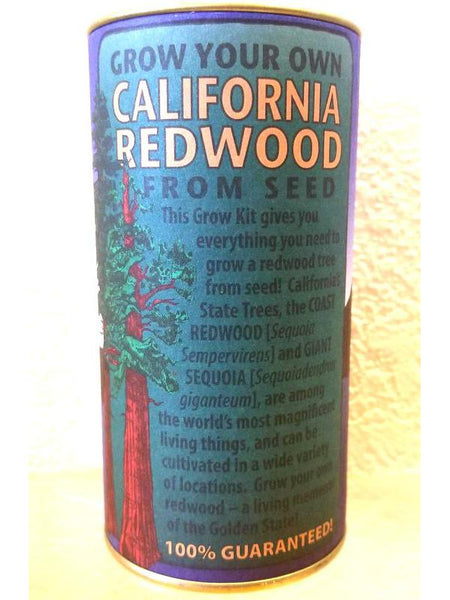 GROW YOUR OWN
CALIFORNIA
REDWOOD
FROM SEED
This Grow Kit gives you
everything you need to
grow a redwood tree
from seed! California's
State Trees, the COAST
REDWOOD [Sequoia
Sempervirens] and GIANT
SEQUOIA [Sequoiadendron
giganteum], are among
the world's most magnificent
living things, and can be
cultivated in a wide variety
of locations. Grow your own
redwood – a living memento
of the Golden State!
100% GUARANTEED!